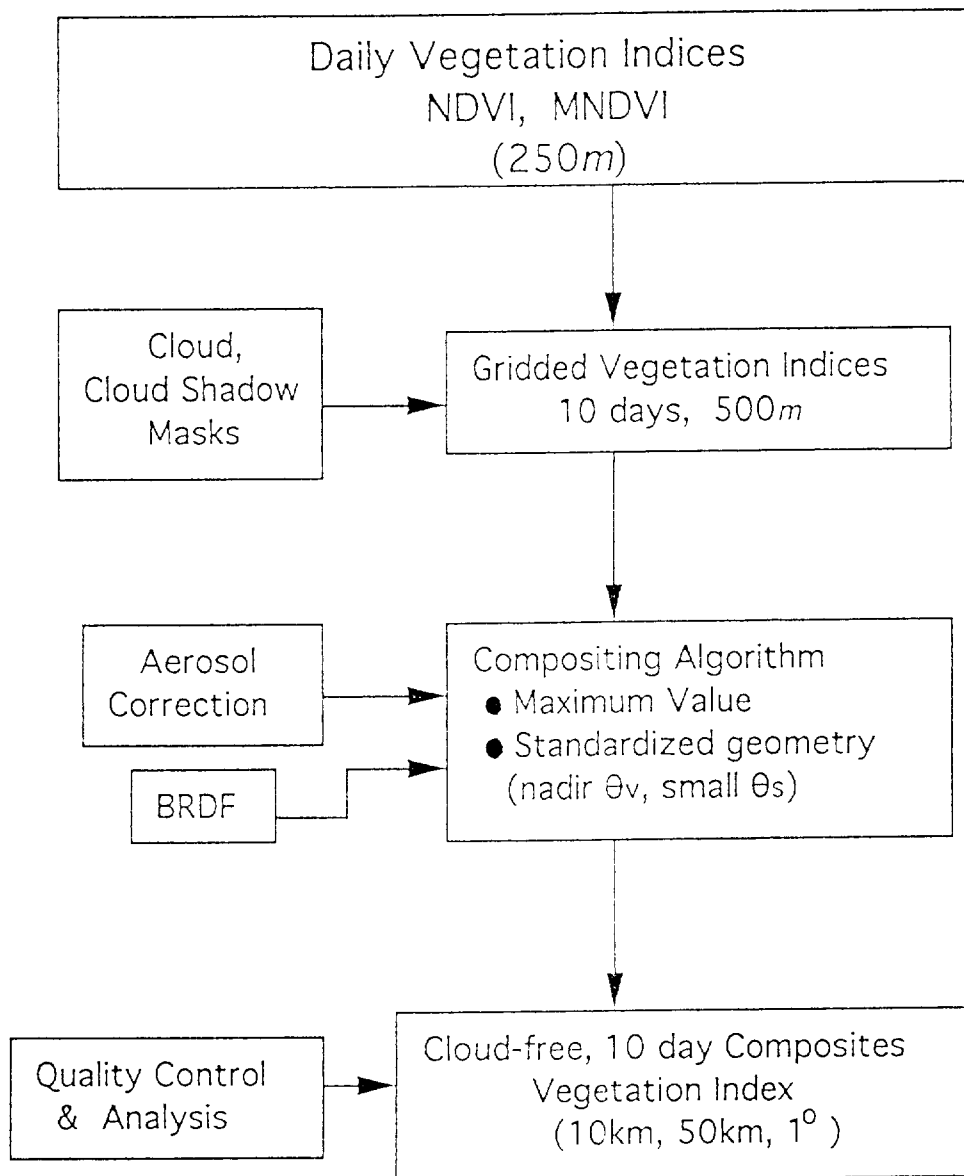 Daily Vegetation Indices
NDVI, MNDVI
(250m)
Cloud,
Cloud Shadow
Masks
Gridded Vegetation Indices
10 days, 500m
Aerosol
Correction
BRDF
Compositing Algorithm
● Maximum Value
● Standardized geometry
(nadir θv, small θs)
Quality Control
& Analysis
Cloud-free, 10 day Composites
Vegetation Index
(10km, 50km, 1°)